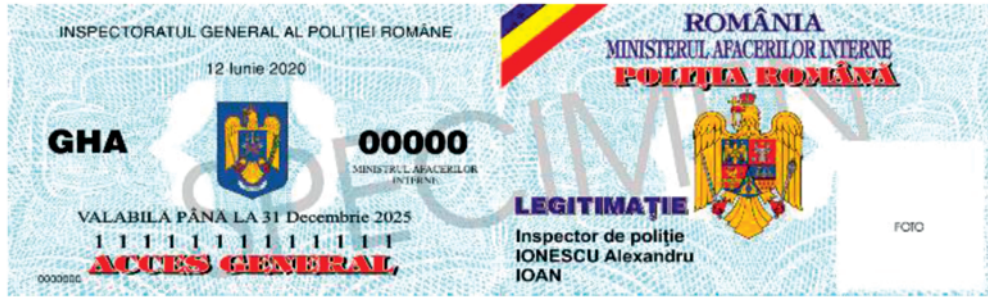 INSPECTORATUL GENERAL AL POLIȚIEI ROMÂNE
12 Iunie 2020
GHA
00000
MINISTRUL AFACERILOR
INTERNE
VALABILĂ PÂNĂ LA 31 Decembrie 2025
1 1 1 1 1 1 1 1 1 1 1 1 1 1
ACCES GENERAL
0000000
ROMÂNIA
MINISTERUL AFACERILOR INTERNE
POLIȚIA ROMÂNĂ
LEGITIMAȚIE
Inspector de poliție
IONESCU Alexandru
IOAN
FOTO
SPECIMEN